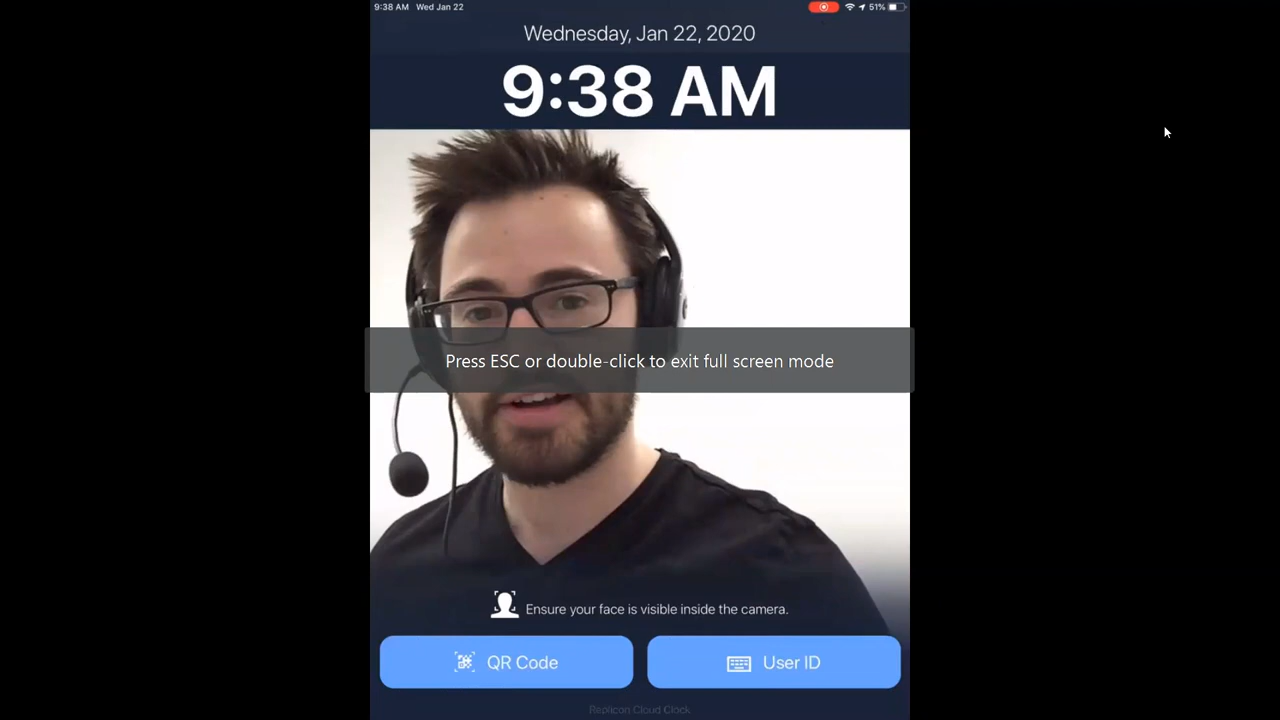 9:38 AM Wed Jan 22
51%
Wednesday, Jan 22, 2020
9:38 AM
Press ESC or double-click to exit full screen mode
Ensure your face is visible inside the camera.
QR Code
User ID
Replicon Cloud Clock